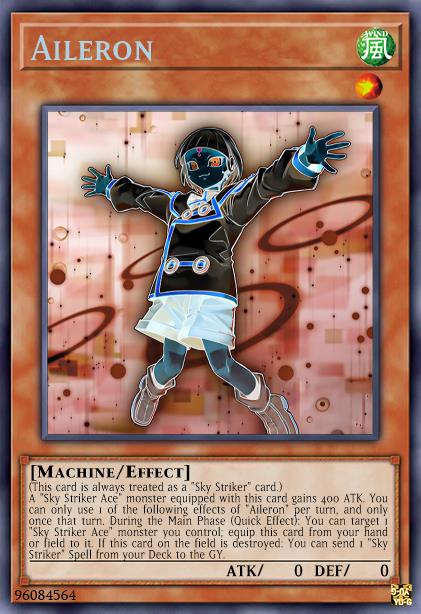 AILERON
WIND
風
[MACHINE/EFFECT]
(This card is always treated as a "Sky Striker" card.)
A "Sky Striker Ace" monster equipped with this card gains 400 ATK. You
can only use 1 of the following effects of "Aileron" per turn, and only
once that turn. During the Main Phase (Quick Effect): You can target 1
"Sky Striker Ace" monster you control; equip this card from your hand
or field to it. If this card on the field is destroyed: You can send 1 "Sky
Striker" Spell from your Deck to the GY.
ATK/ 0 DEF/ 0
96084564